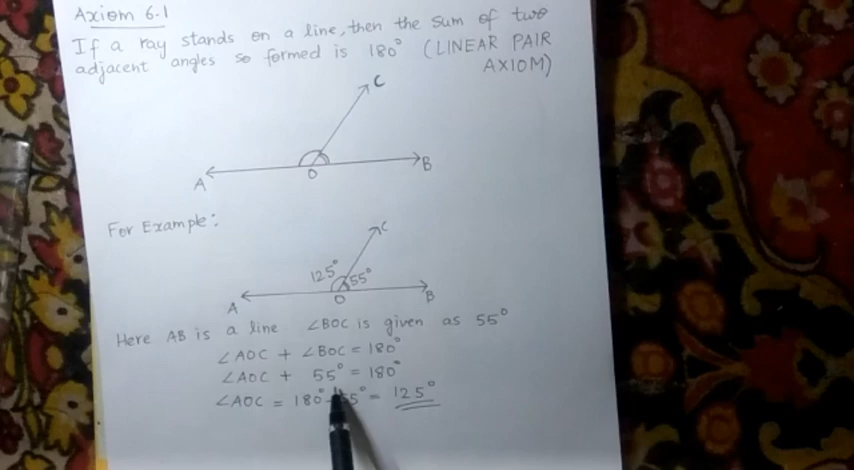 Axiom 6.1
If a ray stands on a line, then the sum of two
adjacent angles so formed is 180° (LINEAR PAIR
AXIOM)
C
A O B
For Example:
C
125° 55°
A O B
Here AB is a line ∠BOC is given as 55°
∠AOC + ∠BOC = 180°
∠AOC + 55° = 180°
∠AOC = 180° - 55° = 125°